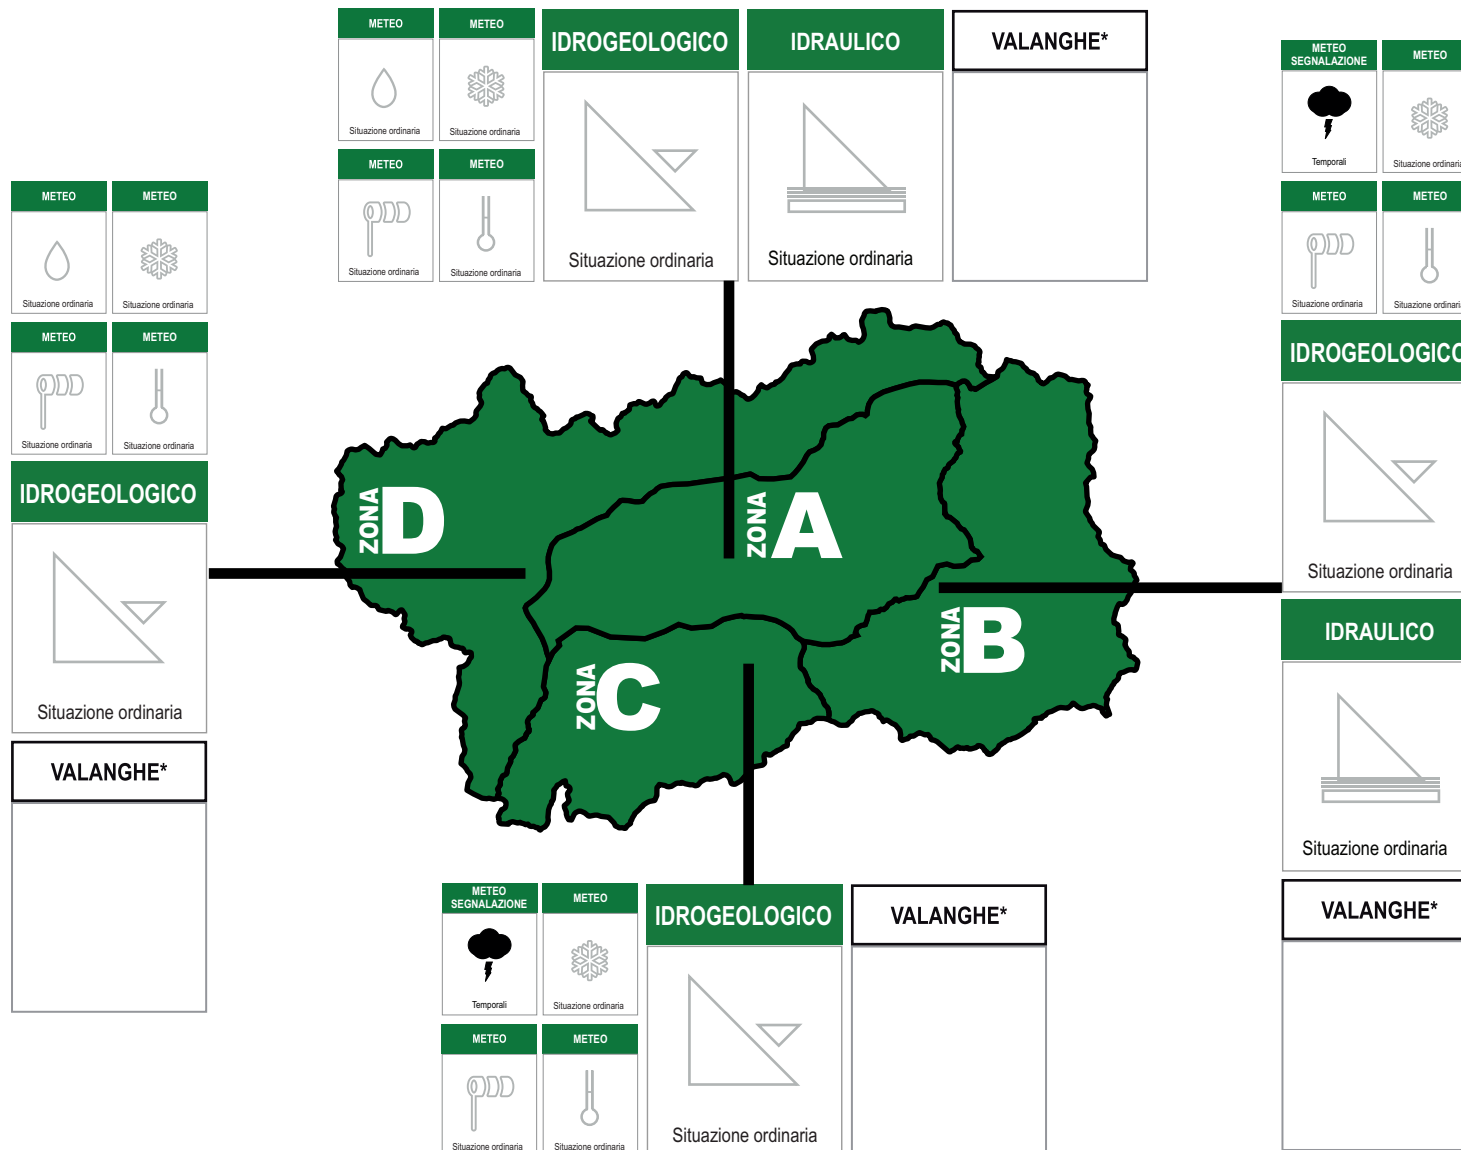 METEO
METEO
Situazione ordinaria
Situazione ordinaria
METEO
METEO
Situazione ordinaria
Situazione ordinaria
IDROGEOLOGICO
Situazione ordinaria
IDRAULICO
Situazione ordinaria
VALANGHE*
METEO
SEGNALAZIONE
METEO
Temporali
Situazione ordinaria
METEO
METEO
Situazione ordinaria
Situazione ordinaria
IDROGEOLOGICO
Situazione ordinaria
IDRAULICO
Situazione ordinaria
VALANGHE*
METEO
METEO
Situazione ordinaria
Situazione ordinaria
METEO
METEO
Situazione ordinaria
Situazione ordinaria
IDROGEOLOGICO
Situazione ordinaria
VALANGHE*
ZONA D
ZONA A
ZONA B
ZONA C
METEO
SEGNALAZIONE
METEO
Temporali
Situazione ordinaria
METEO
METEO
Situazione ordinaria
Situazione ordinaria
IDROGEOLOGICO
Situazione ordinaria
VALANGHE*